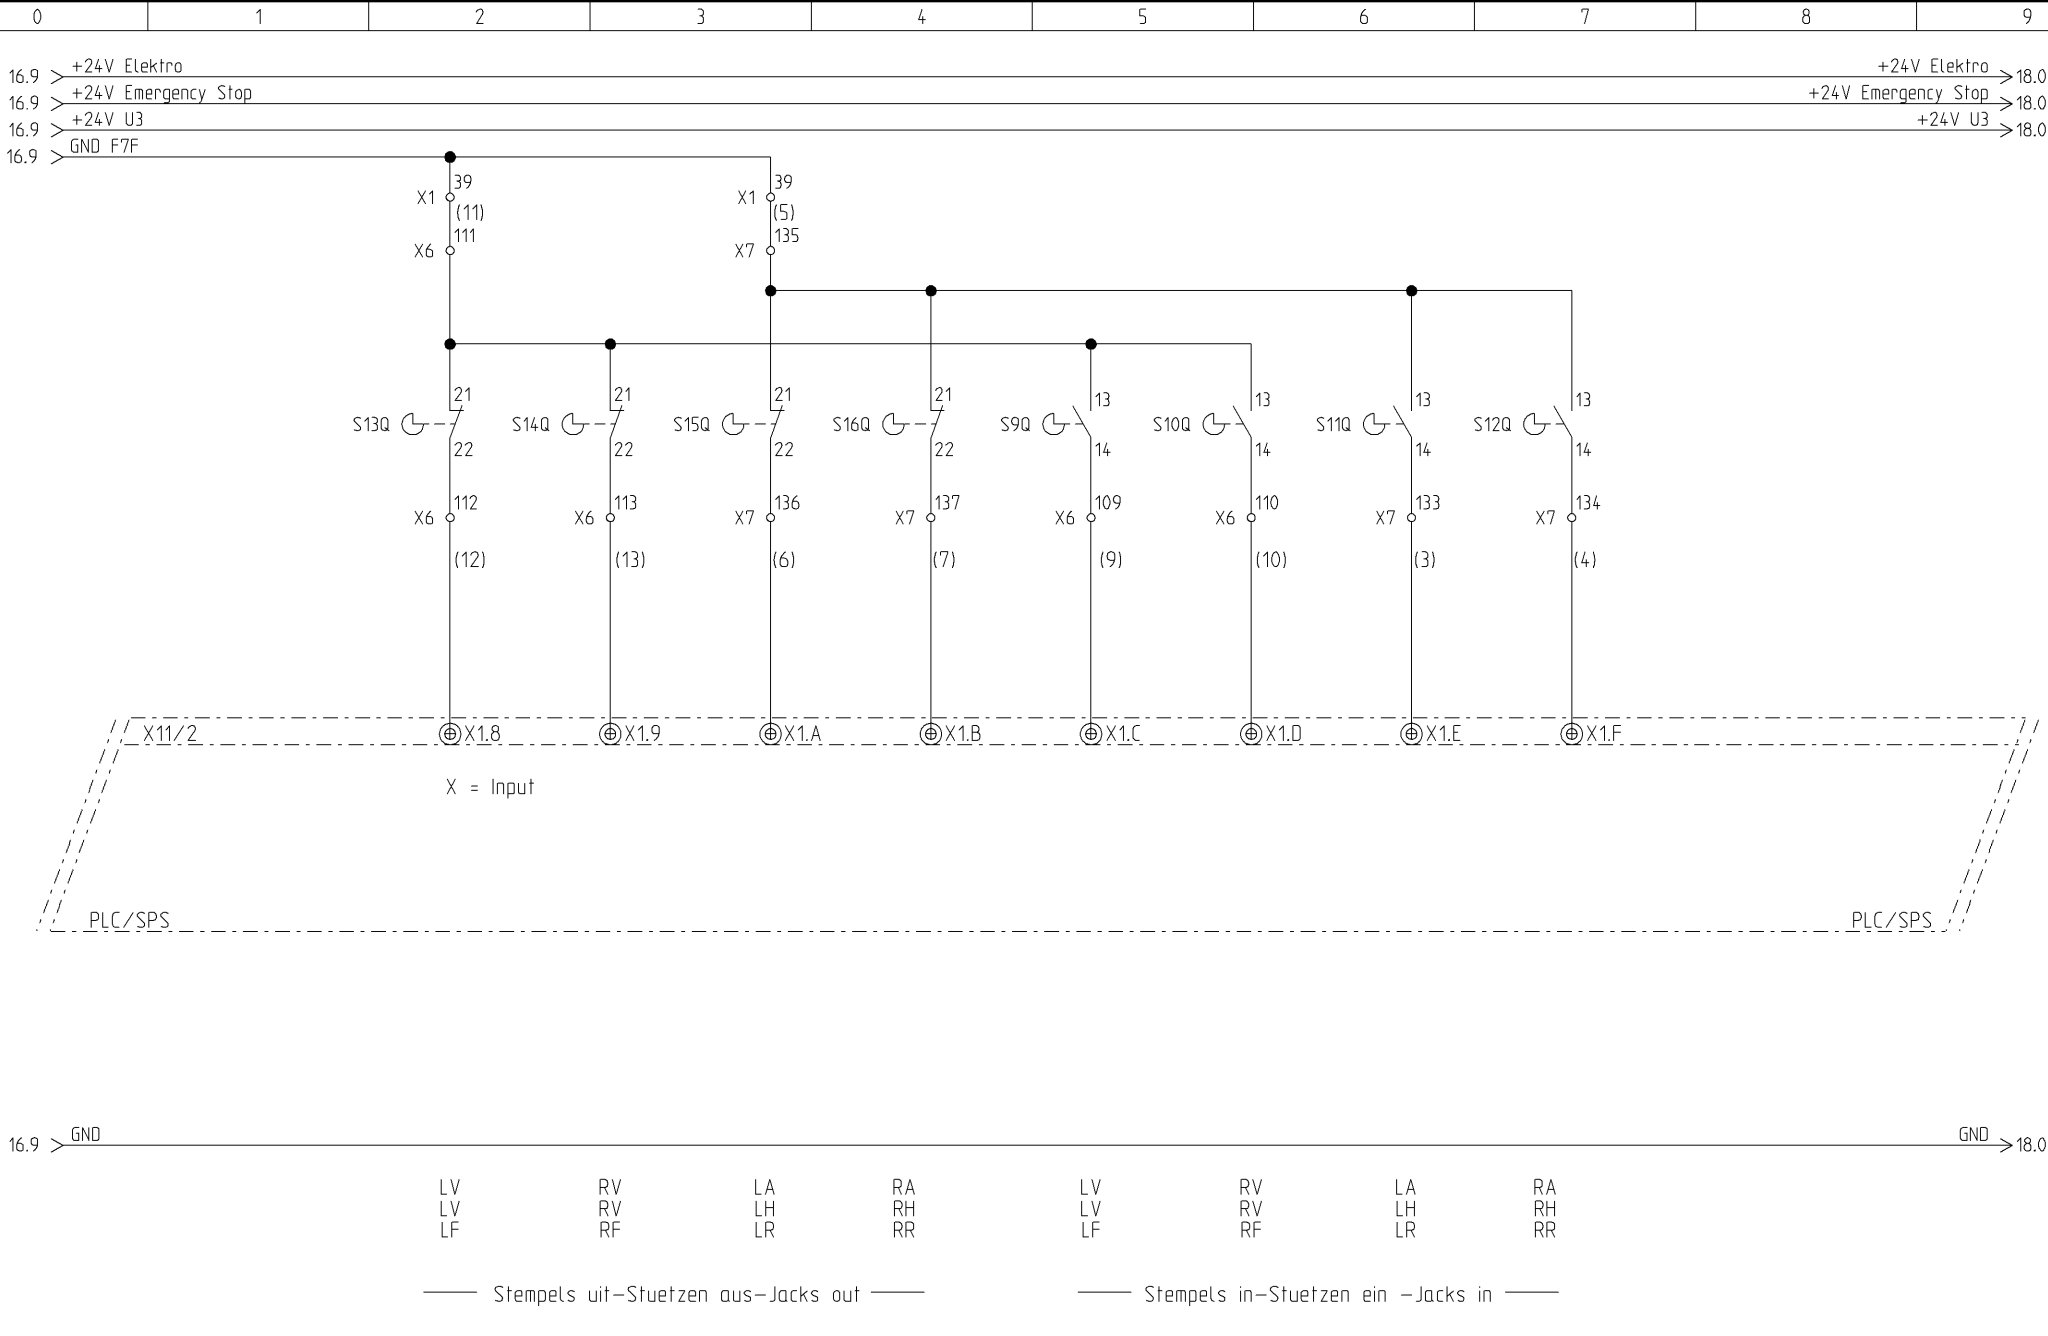 0 1 2 3 4 5 6 7 8 9
16.9 +24V Elektro +24V Elektro 18.0
16.9 +24V Emergency Stop +24V Emergency Stop 18.0
16.9 +24V U3 +24V U3 18.0
16.9 GND F7F
39 39
X1 X1
(11) (5)
111 135
X6 X7
21 21 21 21 13 13 13 13
S13Q S14Q S15Q S16Q S9Q S10Q S11Q S12Q
22 22 22 22 14 14 14 14
112 113 136 137 109 110 133 134
X6 X6 X7 X7 X6 X6 X7 X7
(12) (13) (6) (7) (9) (10) (3) (4)
X11/2 X1.8 X1.9 X1.A X1.B X1.C X1.D X1.E X1.F
X = Input
PLC/SPS PLC/SPS
16.9 GND GND 18.0
LV RV LA RA LV RV LA RA
LV RV LH RH LV RV LH RH
LF RF LR RR LF RF LR RR
Stempels uit-Stuetzen aus-Jacks out Stempels in-Stuetzen ein -Jacks in